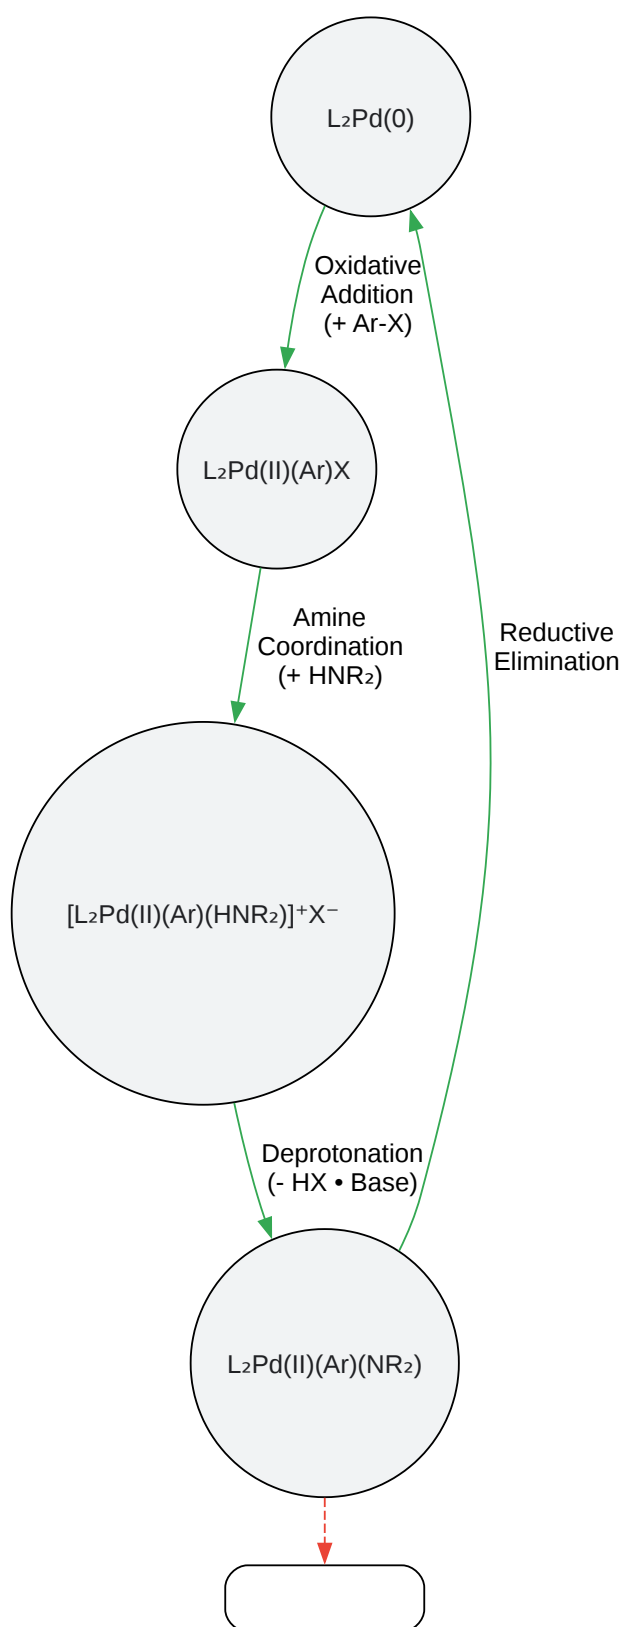 L₂Pd(0)
Oxidative
Addition
(+ Ar-X)
L₂Pd(II)(Ar)X
Amine
Coordination
(+ HNR₂)
Reductive
Elimination
[L₂Pd(II)(Ar)(HNR₂)]⁺X⁻
Deprotonation
(- HX • Base)
L₂Pd(II)(Ar)(NR₂)